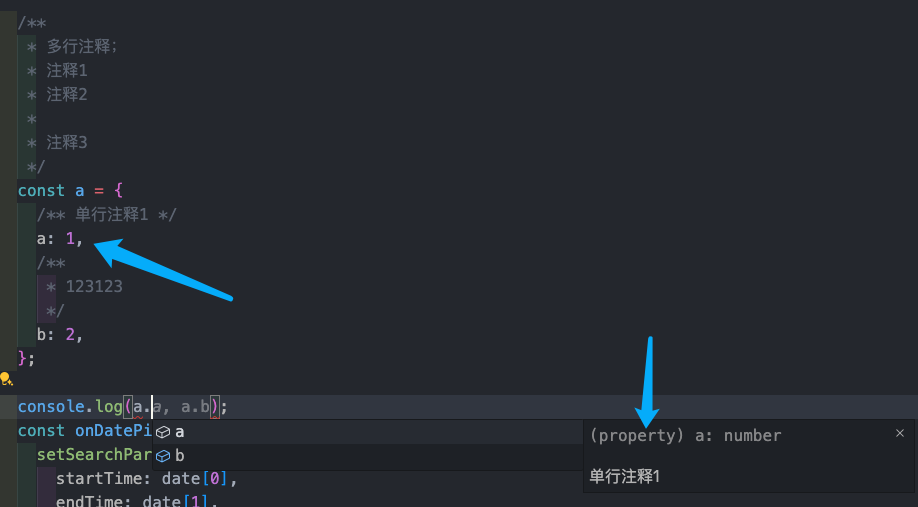 /**
 * 多行注释;
 * 注释1
 * 注释2
 *
 * 注释3
 */
const a = {
  /** 单行注释1 */
  a: 1,
  /**
   * 123123
   */
  b: 2,
};
console.log(a.a, a.b);
const onDatePi
a
b
(property) a: number
×
单行注释1
setSearchPar
startTime: date[0],
endTime: date[1],